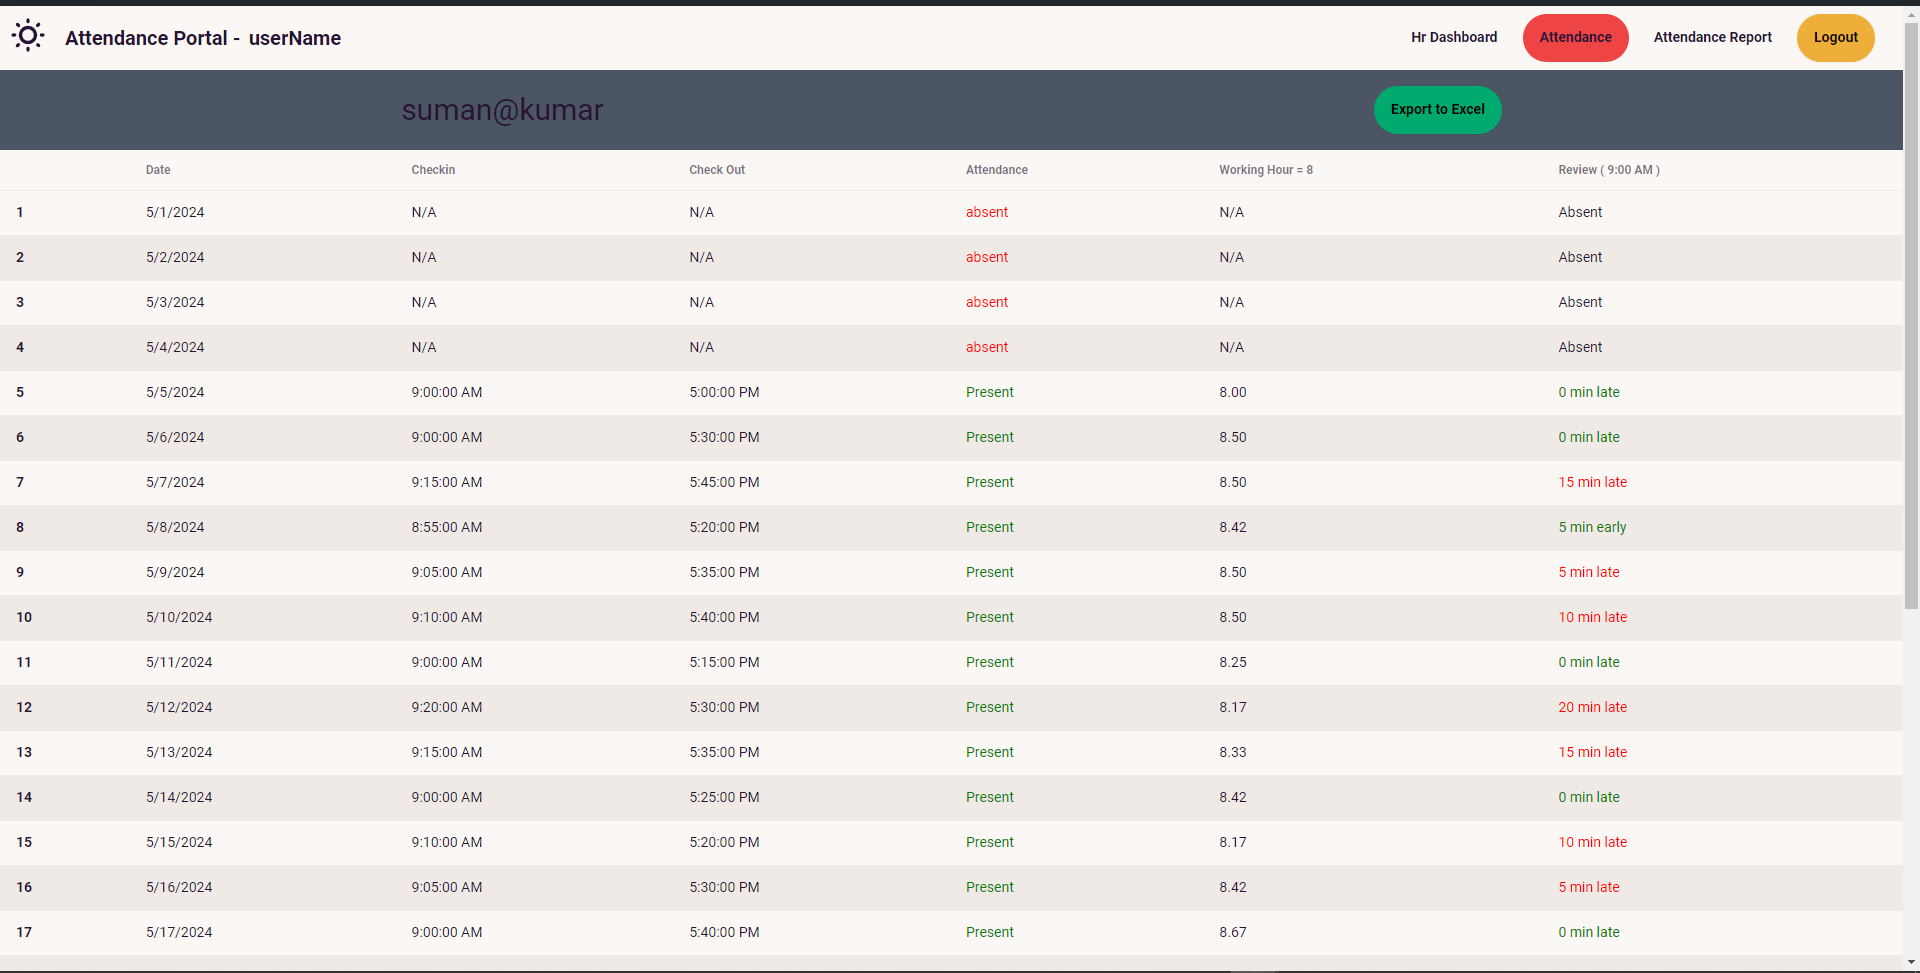 Attendance Portal - userName Hr Dashboard Attendance Attendance Report Logout
suman@kumar Export to Excel
Date Checkin Check Out Attendance Working Hour = 8 Review ( 9:00 AM )
1 5/1/2024 N/A N/A absent N/A Absent
2 5/2/2024 N/A N/A absent N/A Absent
3 5/3/2024 N/A N/A absent N/A Absent
4 5/4/2024 N/A N/A absent N/A Absent
5 5/5/2024 9:00:00 AM 5:00:00 PM Present 8.00 0 min late
6 5/6/2024 9:00:00 AM 5:30:00 PM Present 8.50 0 min late
7 5/7/2024 9:15:00 AM 5:45:00 PM Present 8.50 15 min late
8 5/8/2024 8:55:00 AM 5:20:00 PM Present 8.42 5 min early
9 5/9/2024 9:05:00 AM 5:35:00 PM Present 8.50 5 min late
10 5/10/2024 9:10:00 AM 5:40:00 PM Present 8.50 10 min late
11 5/11/2024 9:00:00 AM 5:15:00 PM Present 8.25 0 min late
12 5/12/2024 9:20:00 AM 5:30:00 PM Present 8.17 20 min late
13 5/13/2024 9:15:00 AM 5:35:00 PM Present 8.33 15 min late
14 5/14/2024 9:00:00 AM 5:25:00 PM Present 8.42 0 min late
15 5/15/2024 9:10:00 AM 5:20:00 PM Present 8.17 10 min late
16 5/16/2024 9:05:00 AM 5:30:00 PM Present 8.42 5 min late
17 5/17/2024 9:00:00 AM 5:40:00 PM Present 8.67 0 min late